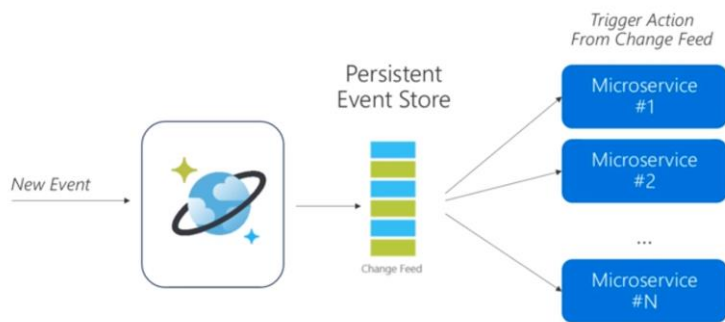 Trigger Action
From Change Feed
Persistent
Event Store
New Event
Change Feed
Microservice
#1
Microservice
#2
...
Microservice
#N